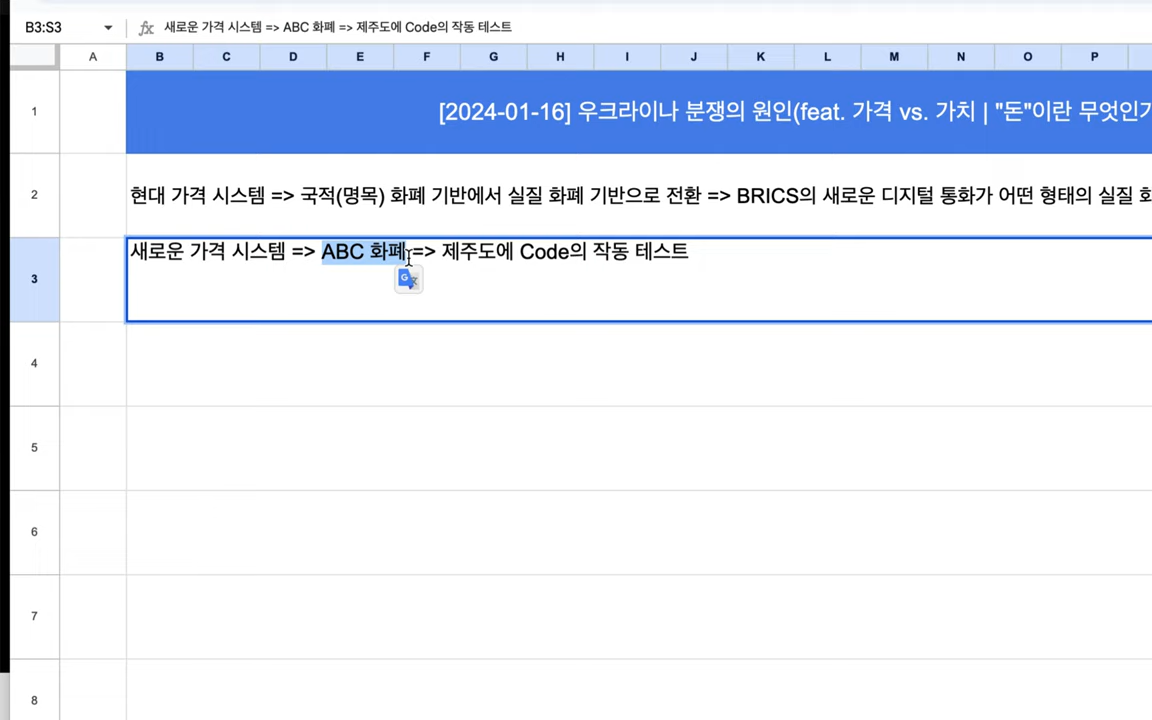 B3:S3
fx 새로운 가격 시스템 => ABC 화폐 => 제주도에 Code의 작동 테스트
A B C D E F G H I J K L M N O P
1
[2024-01-16] 우크라이나 분쟁의 원인(feat. 가격 vs. 가치 | "돈"이란 무엇인가
2
현대 가격 시스템 => 국적(명목) 화폐 기반에서 실질 화폐 기반으로 전환 => BRICS의 새로운 디지털 통화가 어떤 형태의 실질 화
3
새로운 가격 시스템 => ABC 화폐 => 제주도에 Code의 작동 테스트
4
5
6
7
8